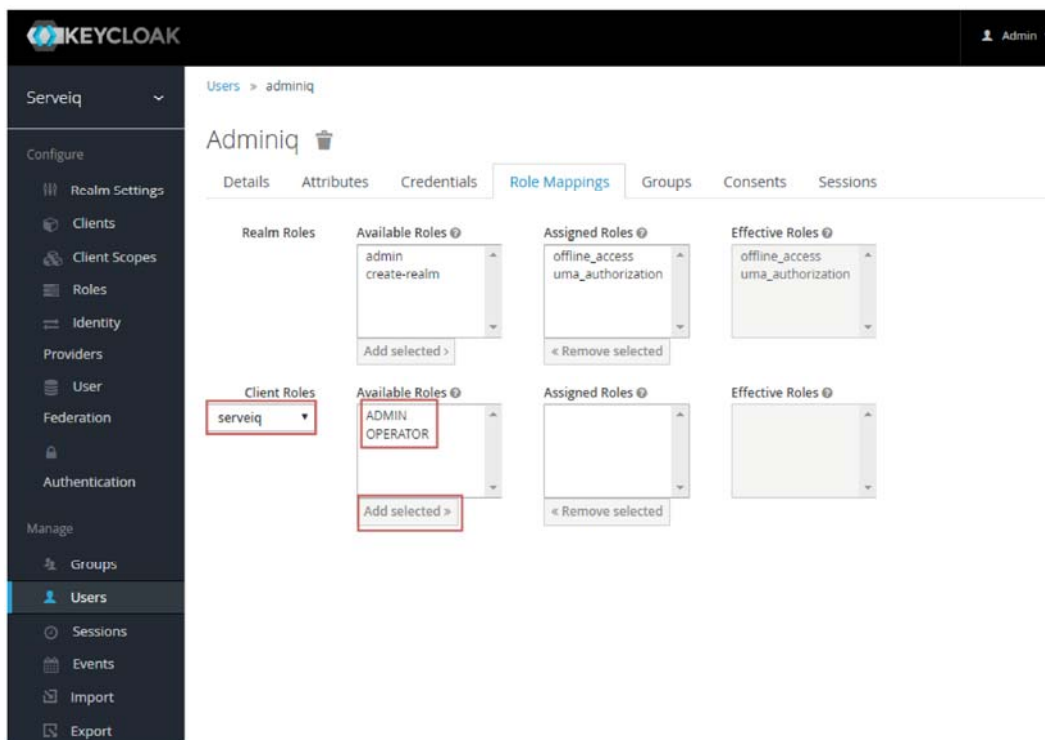 KEYCLOAK
Admin
Serveiq
Users » adminiq
Adminiq
Configure
Realm Settings
Clients
Client Scopes
Roles
Identity
Providers
User
Federation
Authentication
Manage
Groups
Users
Sessions
Events
Import
Export
Details Attributes Credentials Role Mappings Groups Consents Sessions
Realm Roles Available Roles Assigned Roles Effective Roles
admin offline_access offline_access
create-realm uma_authorization uma_authorization
Add selected > « Remove selected
Client Roles Available Roles Assigned Roles Effective Roles
serveiq ADMIN
OPERATOR
Add selected » « Remove selected